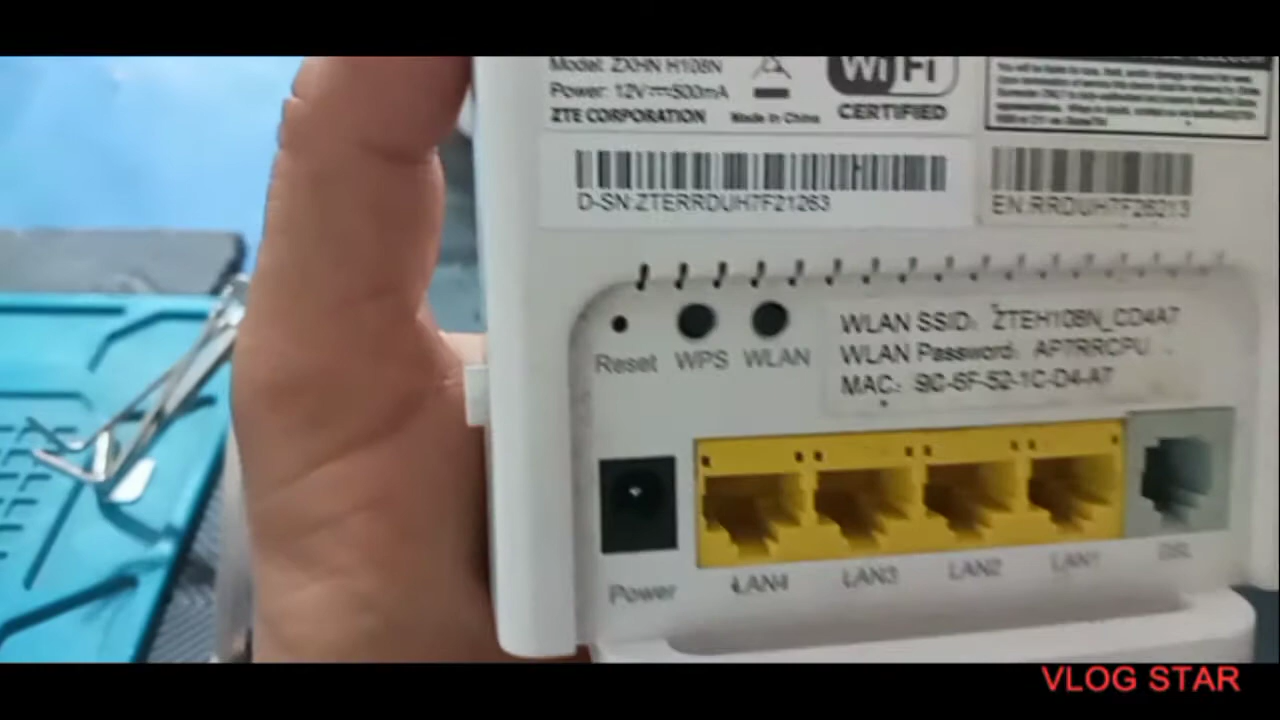 Model: ZXHN H108N
Power: 12V⎓500mA
ZTE CORPORATION
Made in China
WiFi
CERTIFIED
D-SN:ZTERRDUH7F21263
EN:RRDUH7F26213
Reset
WPS
WLAN
WLAN SSID: ZTEH108N_CD4A7
WLAN Password: AP7RRCPU
MAC: 9C-6F-52-1C-D4-A7
Power
LAN4
LAN3
LAN2
LAN1
DSL
VLOG STAR